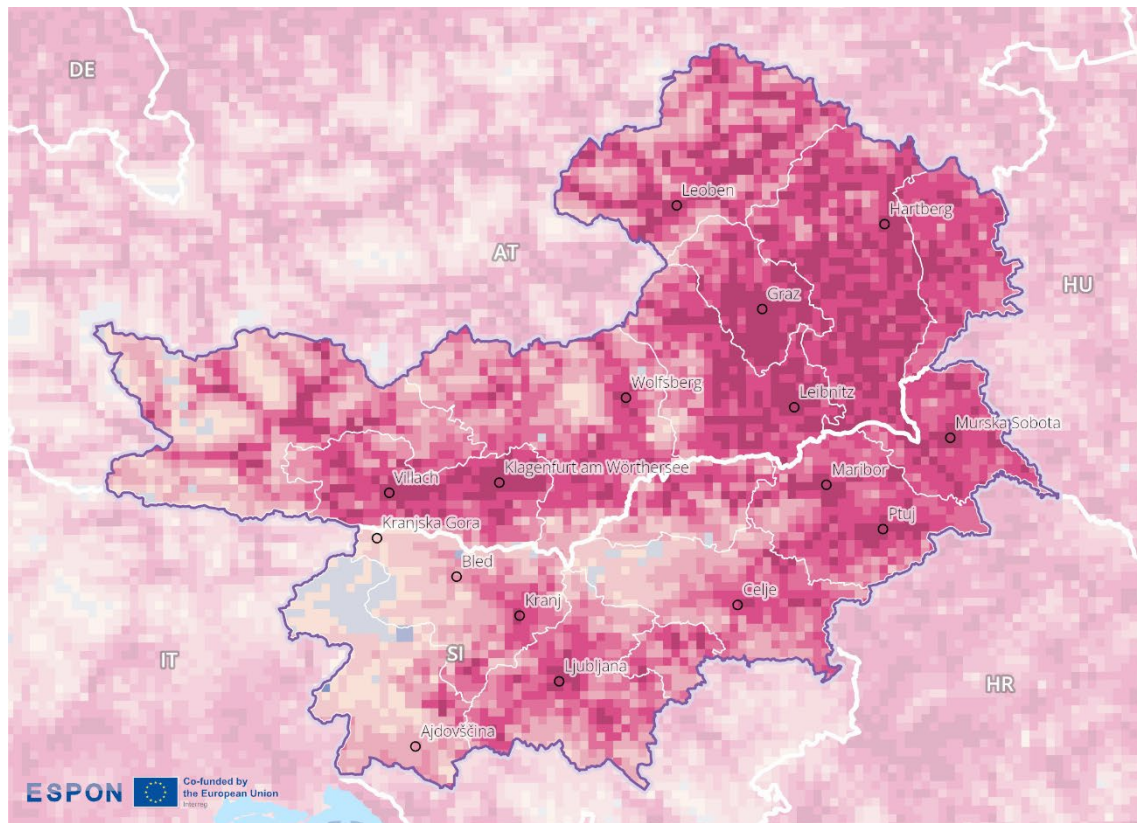 DE
Leoben
Hartberg
AT
HU
Graz
Wolfsberg
Leibnitz
Murska Sobota
Klagenfurt am Wörthersee
Villach
Maribor
Kranjska Gora
Ptuj
Bled
Celje
Kranj
SI
IT
Ljubljana
HR
Ajdovščina
ESPON
Co-funded by
the European Union
Interreg